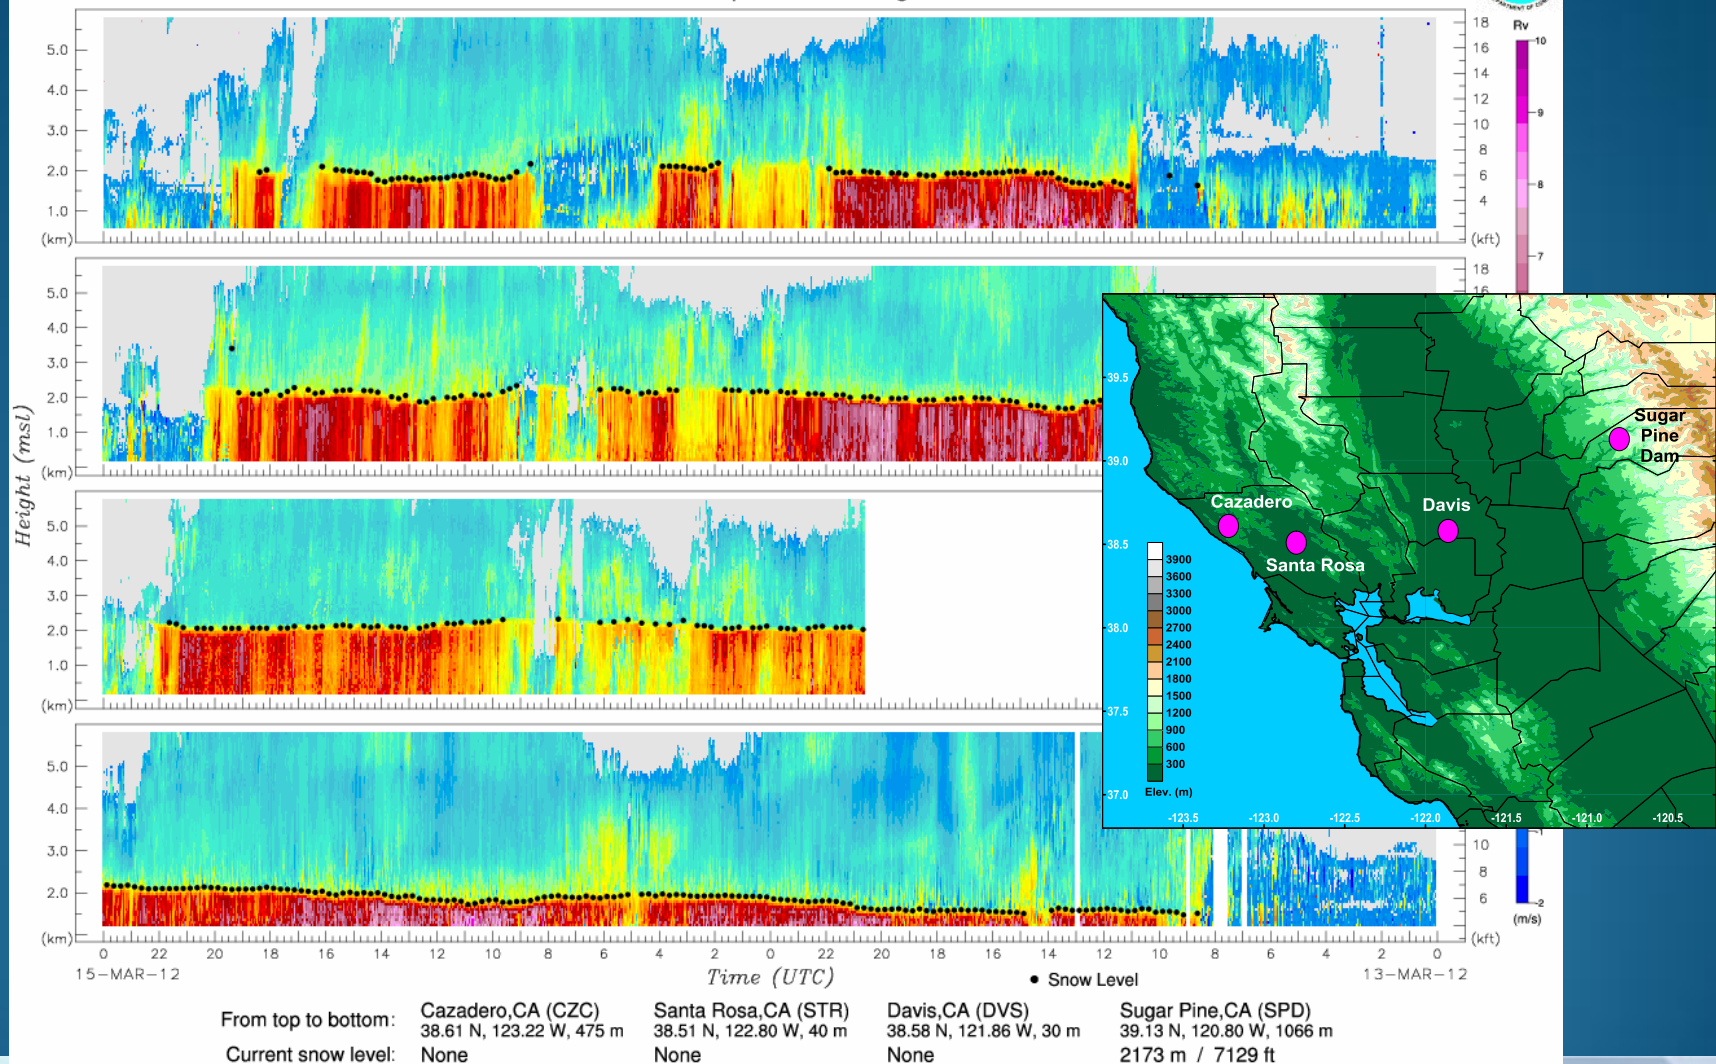 5.0
4.0
3.0
2.0
1.0
(km)
18
16
14
12
10
8
6
4
(kft)
Rv
10
9
8
7
5.0
4.0
3.0
2.0
1.0
(km)
18
16
Height (msl)
5.0
4.0
3.0
2.0
1.0
(km)
5.0
4.0
3.0
2.0
(km)
10
8
6
(kft)
-1
-2
(m/s)
39.5
39.0
38.5
38.0
37.5
37.0
Sugar
Pine
Dam
Cazadero
Davis
Santa Rosa
3900
3600
3300
3000
2700
2400
2100
1800
1500
1200
900
600
300
Elev. (m)
-123.5 -123.0 -122.5 -122.0 -121.5 -121.0 -120.5
0 22 20 18 16 14 12 10 8 6 4 2 0 22 20 18 16 14 12 10 8 6 4 2 0
15-MAR-12 Time (UTC) 13-MAR-12
Snow Level
From top to bottom: Cazadero,CA (CZC) Santa Rosa,CA (STR) Davis,CA (DVS) Sugar Pine,CA (SPD)
38.61 N, 123.22 W, 475 m 38.51 N, 122.80 W, 40 m 38.58 N, 121.86 W, 30 m 39.13 N, 120.80 W, 1066 m
Current snow level: None None None 2173 m / 7129 ft